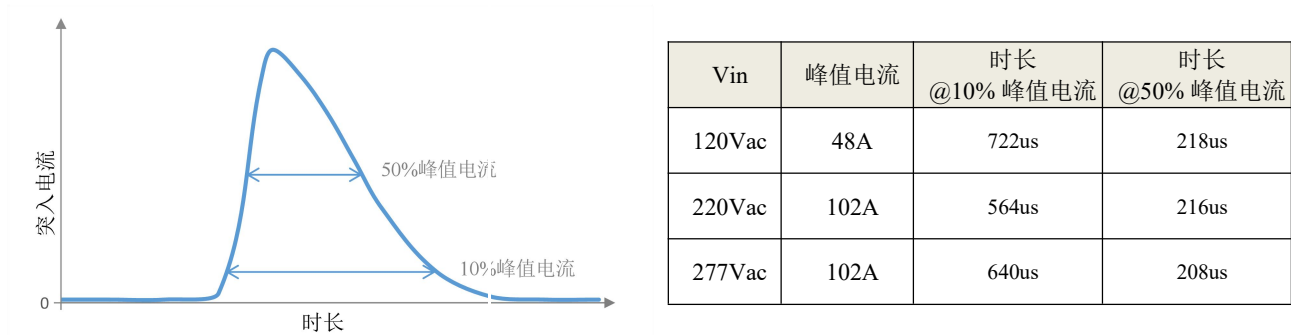 突入电流
50%峰值电流
10%峰值电流
0
时长
Vin 峰值电流 时长 @10% 峰值电流 时长 @50% 峰值电流
120Vac 48A 722us 218us
220Vac 102A 564us 216us
277Vac 102A 640us 208us